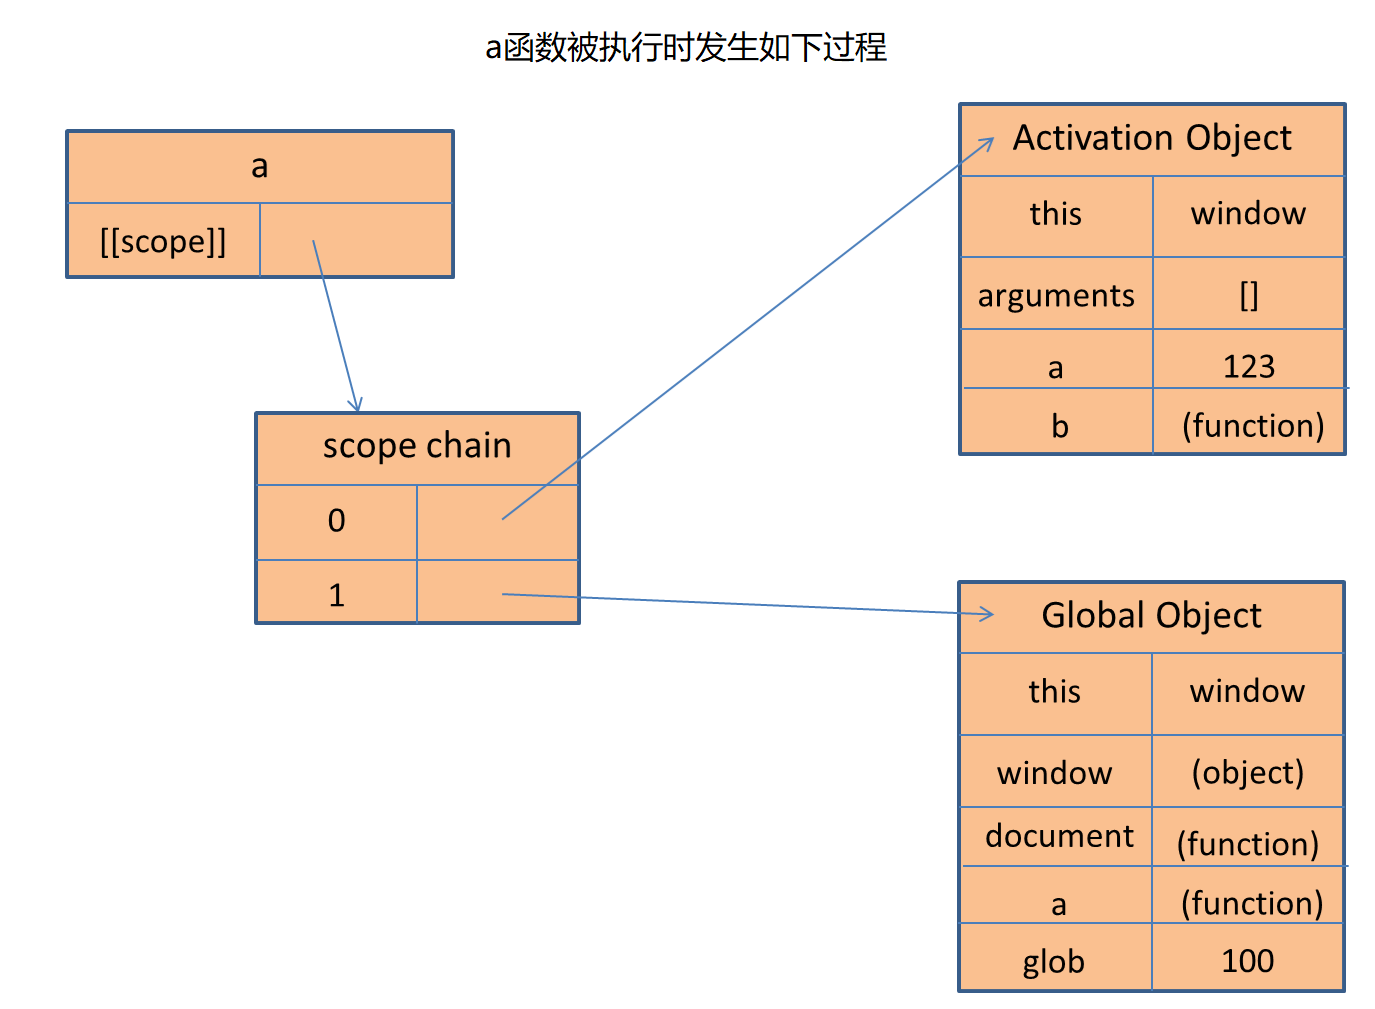 a函数被执行时发生如下过程
a
[[scope]]
scope chain
0
1
Activation Object
this window
arguments []
a 123
b (function)
Global Object
this window
window (object)
document (function)
a (function)
glob 100